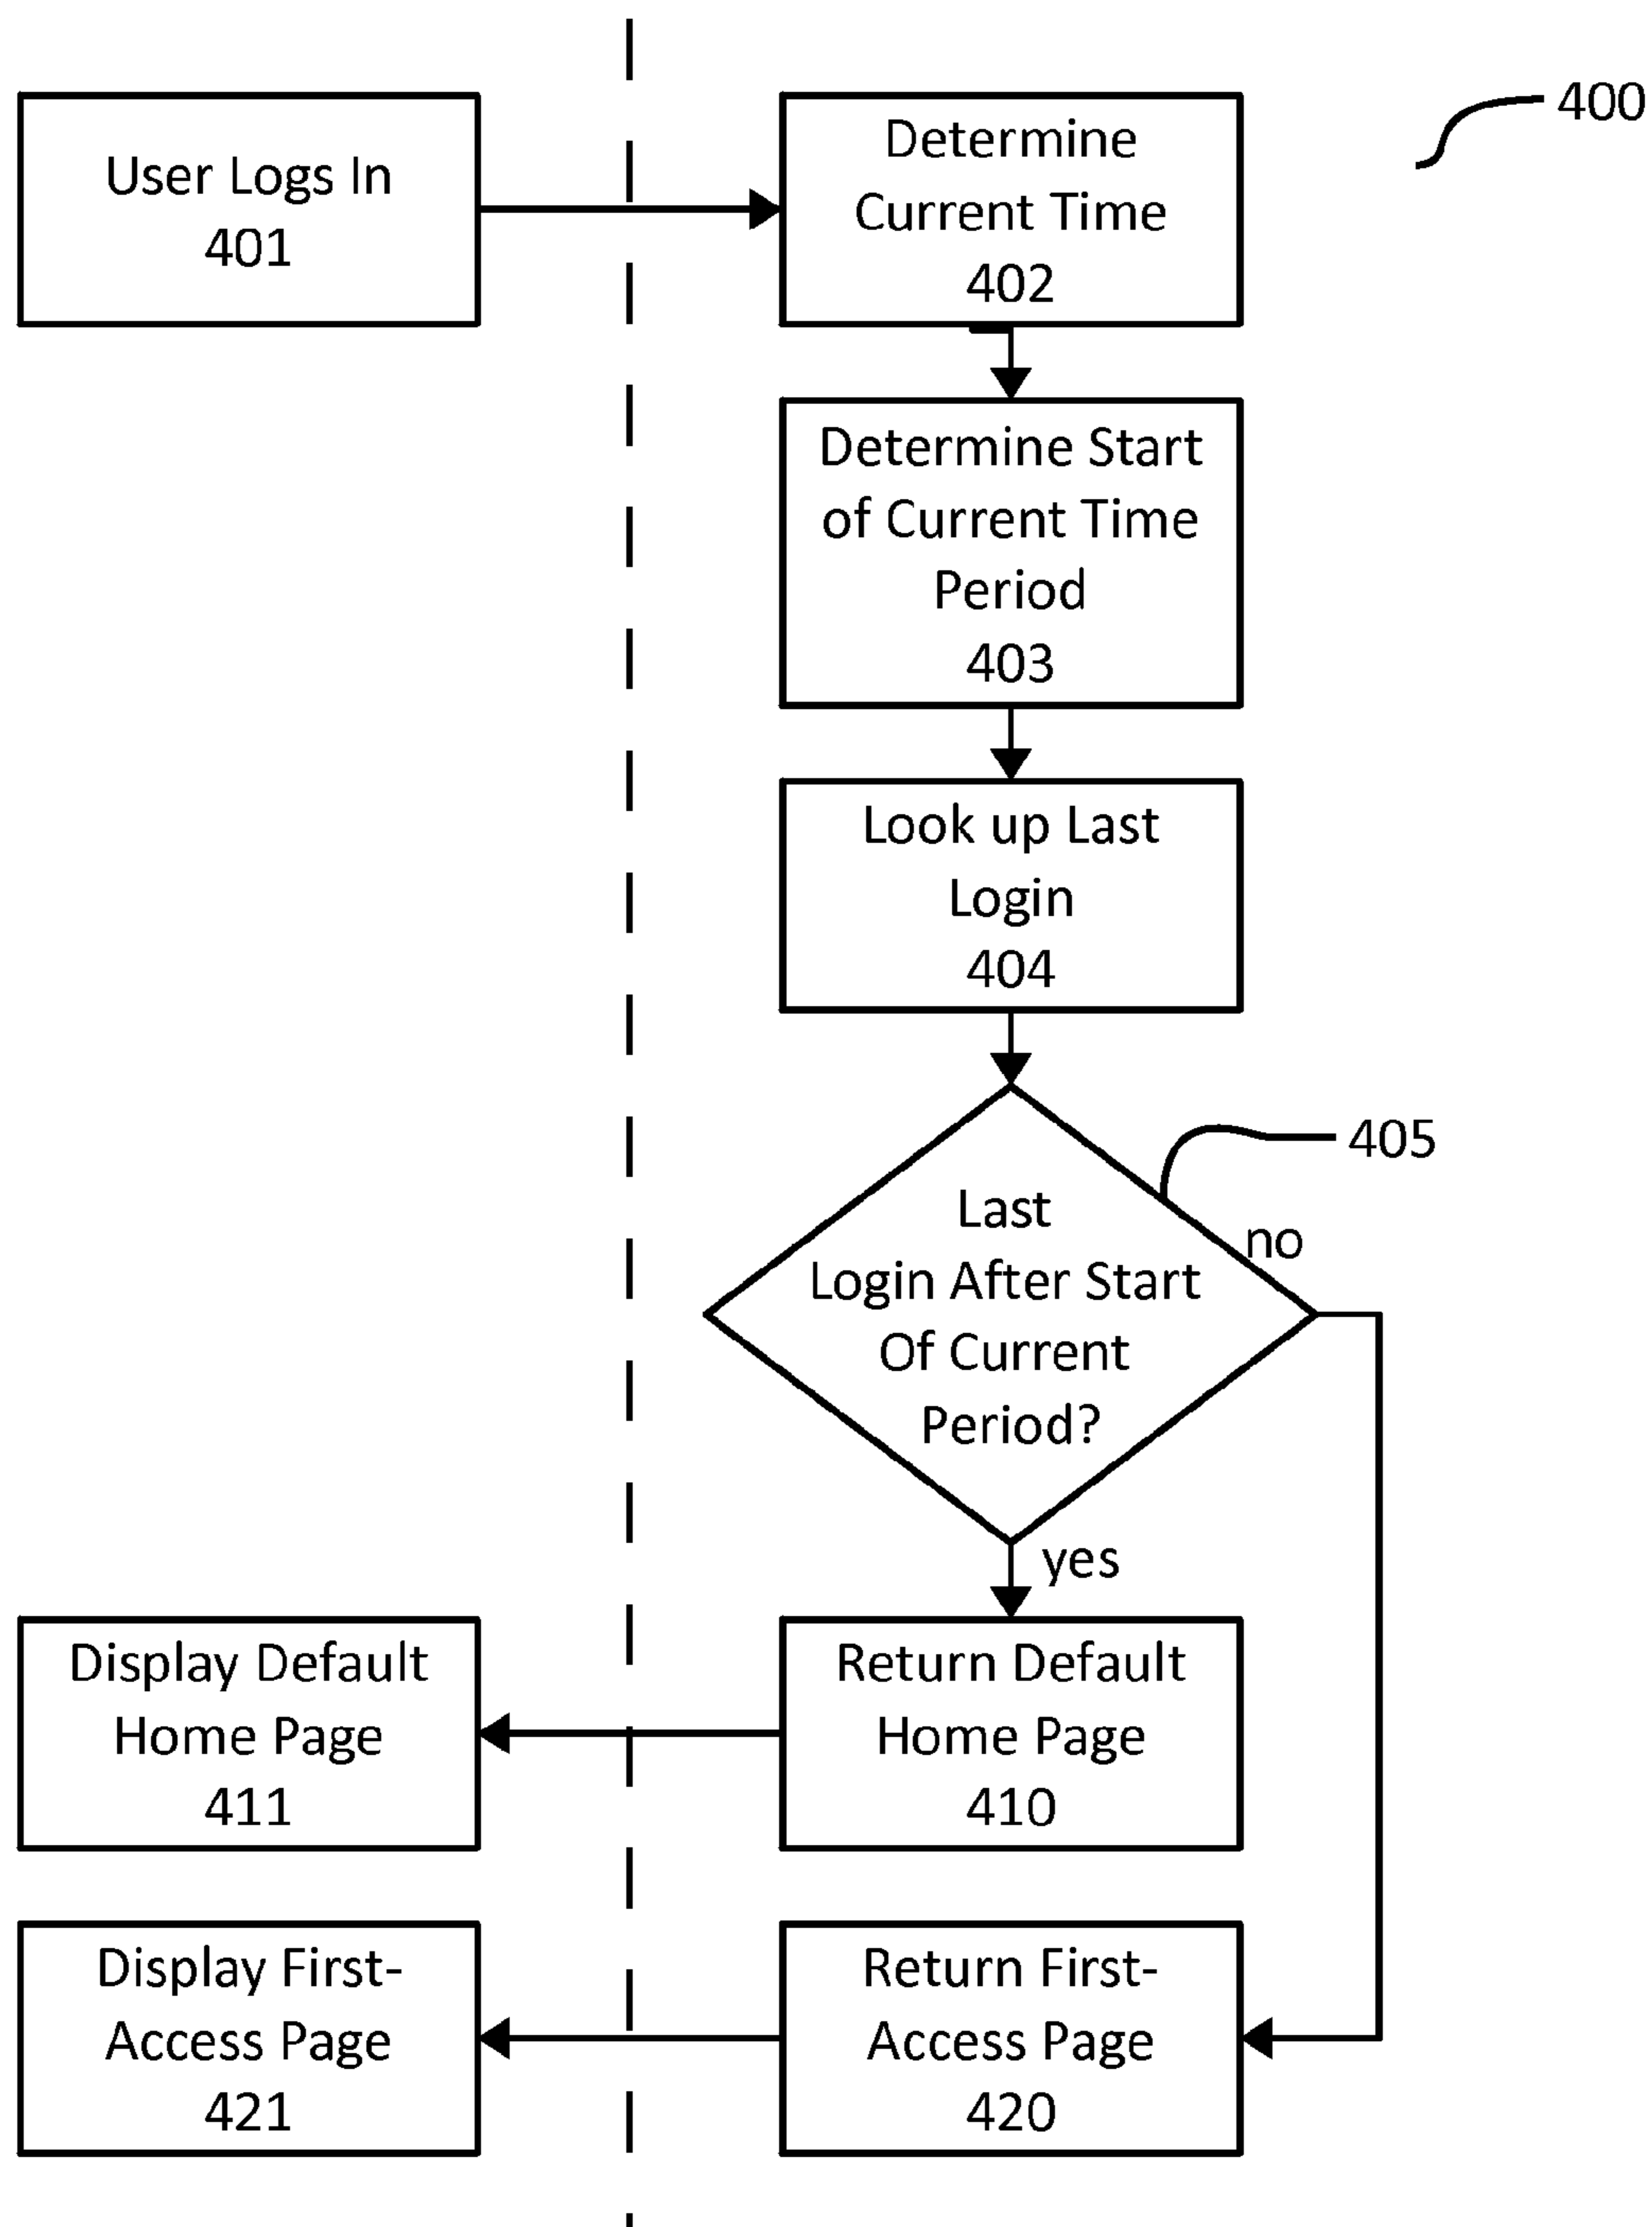 400
User Logs In
401
Determine
Current Time
402
Determine Start
of Current Time
Period
403
Look up Last
Login
404
405
Last
Login After Start
Of Current
Period?
no
yes
Display Default
Home Page
411
Return Default
Home Page
410
Display First-
Access Page
421
Return First-
Access Page
420